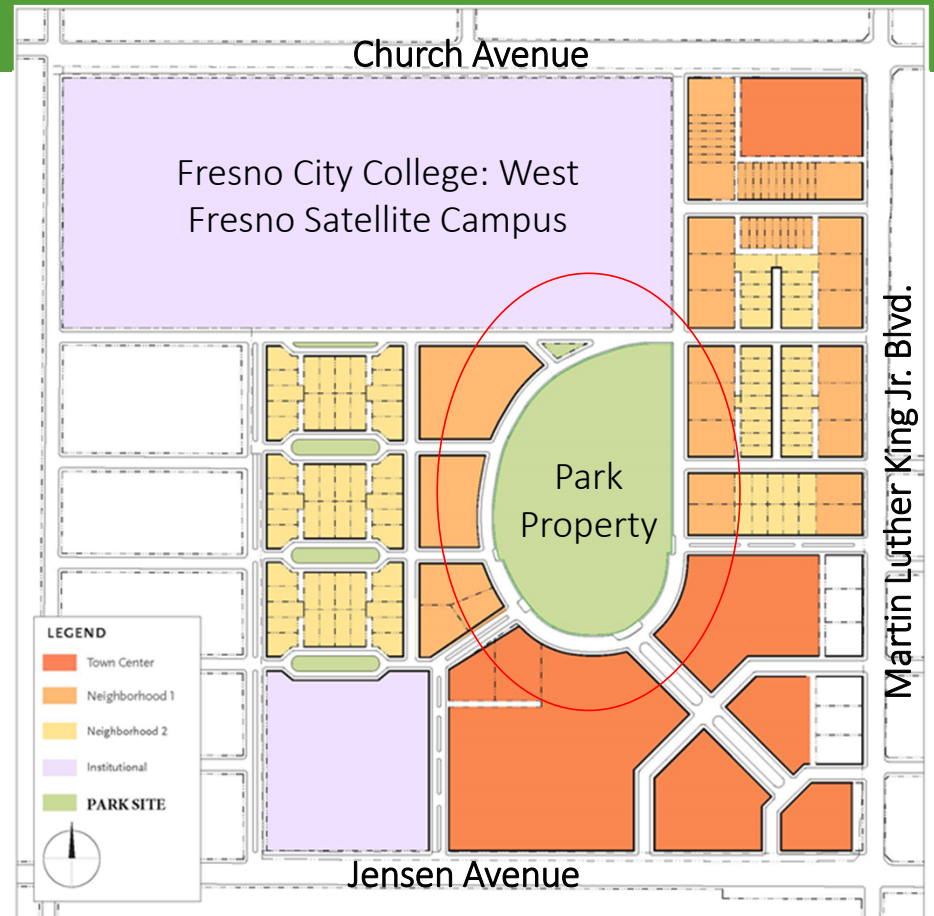 Church Avenue
Fresno City College: West
Fresno Satellite Campus
Martin Luther King Jr. Blvd.
Park
Property
LEGEND
Town Center
Neighborhood 1
Neighborhood 2
Institutional
PARK SITE
Jensen Avenue